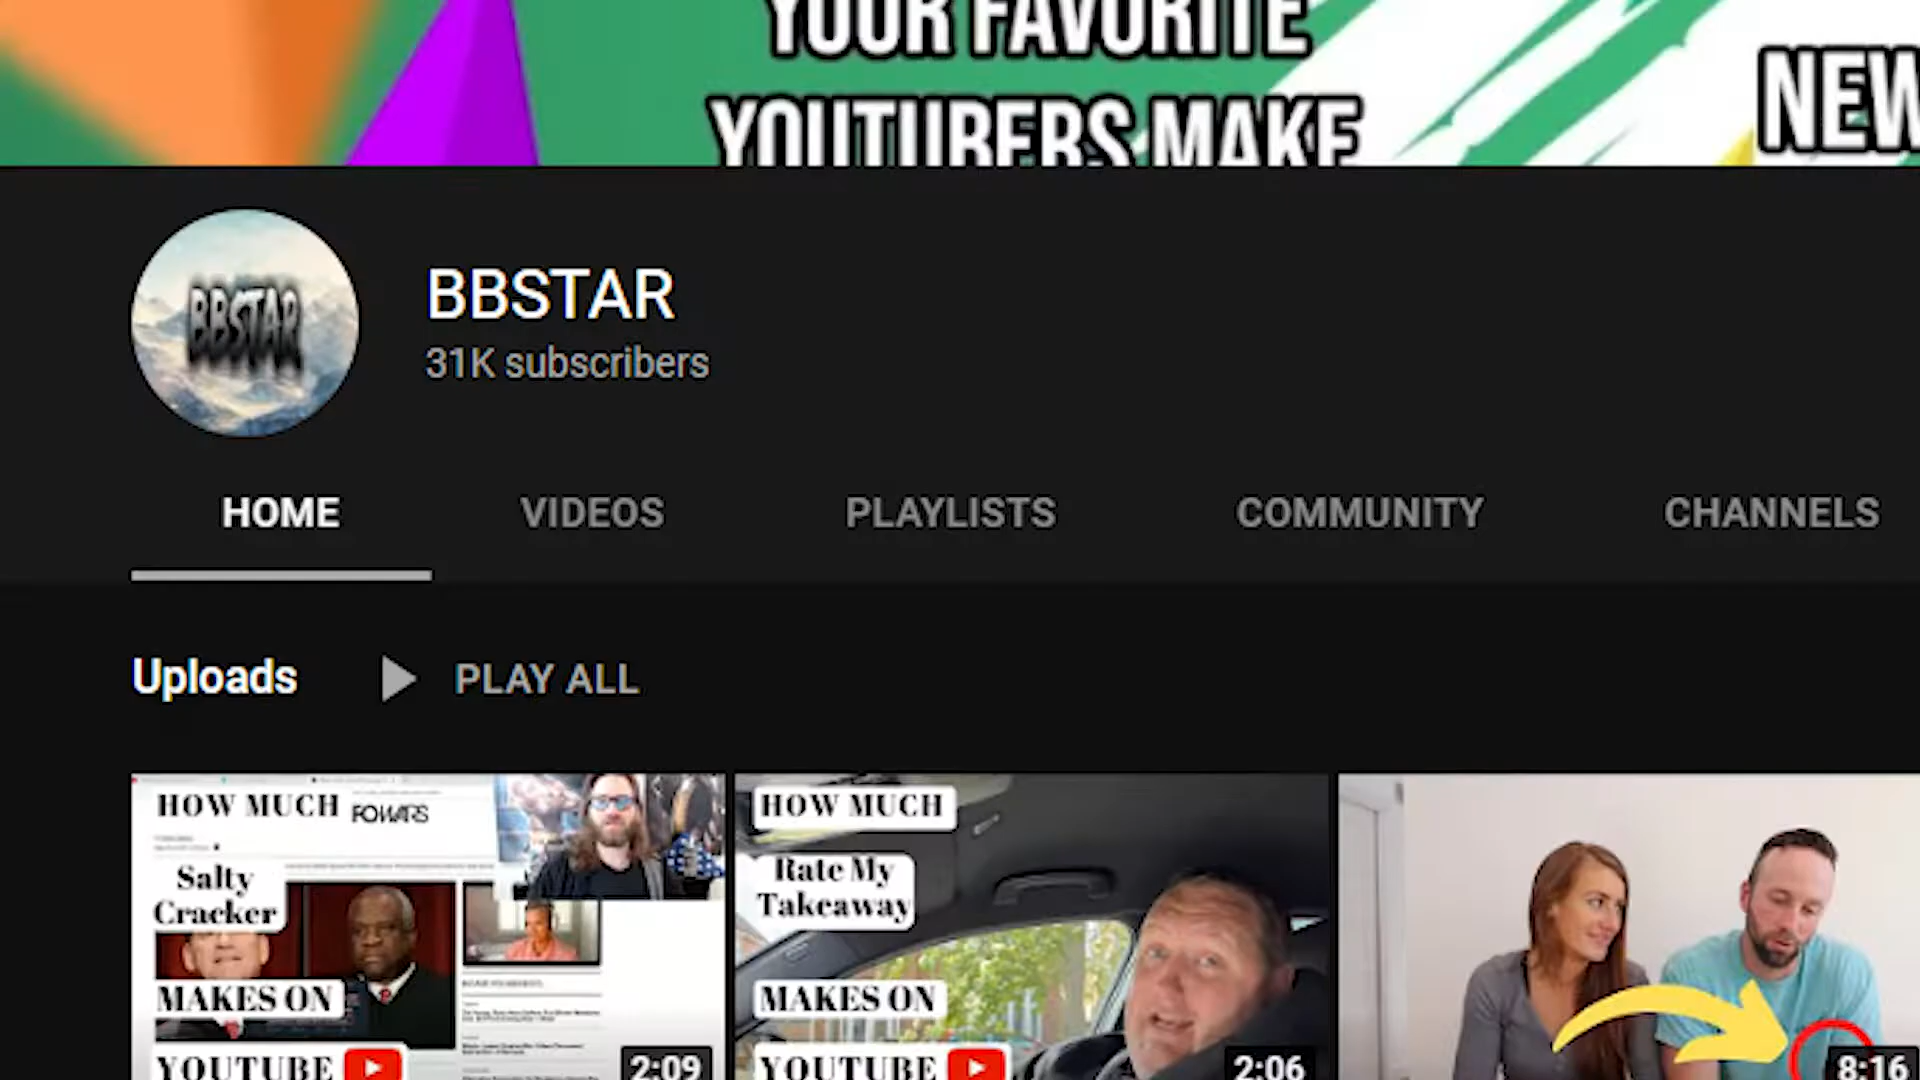 YOUR FAVORITE
YOUTUBERS MAKE
NEW
BBSTAR
BBSTAR
31K subscribers
HOME
VIDEOS
PLAYLISTS
COMMUNITY
CHANNELS
Uploads
PLAY ALL
HOW MUCH
FOWARS
Salty
Cracker
MAKES ON
YOUTUBE
2:09
HOW MUCH
Rate My
Takeaway
MAKES ON
YOUTUBE
2:06
8:16